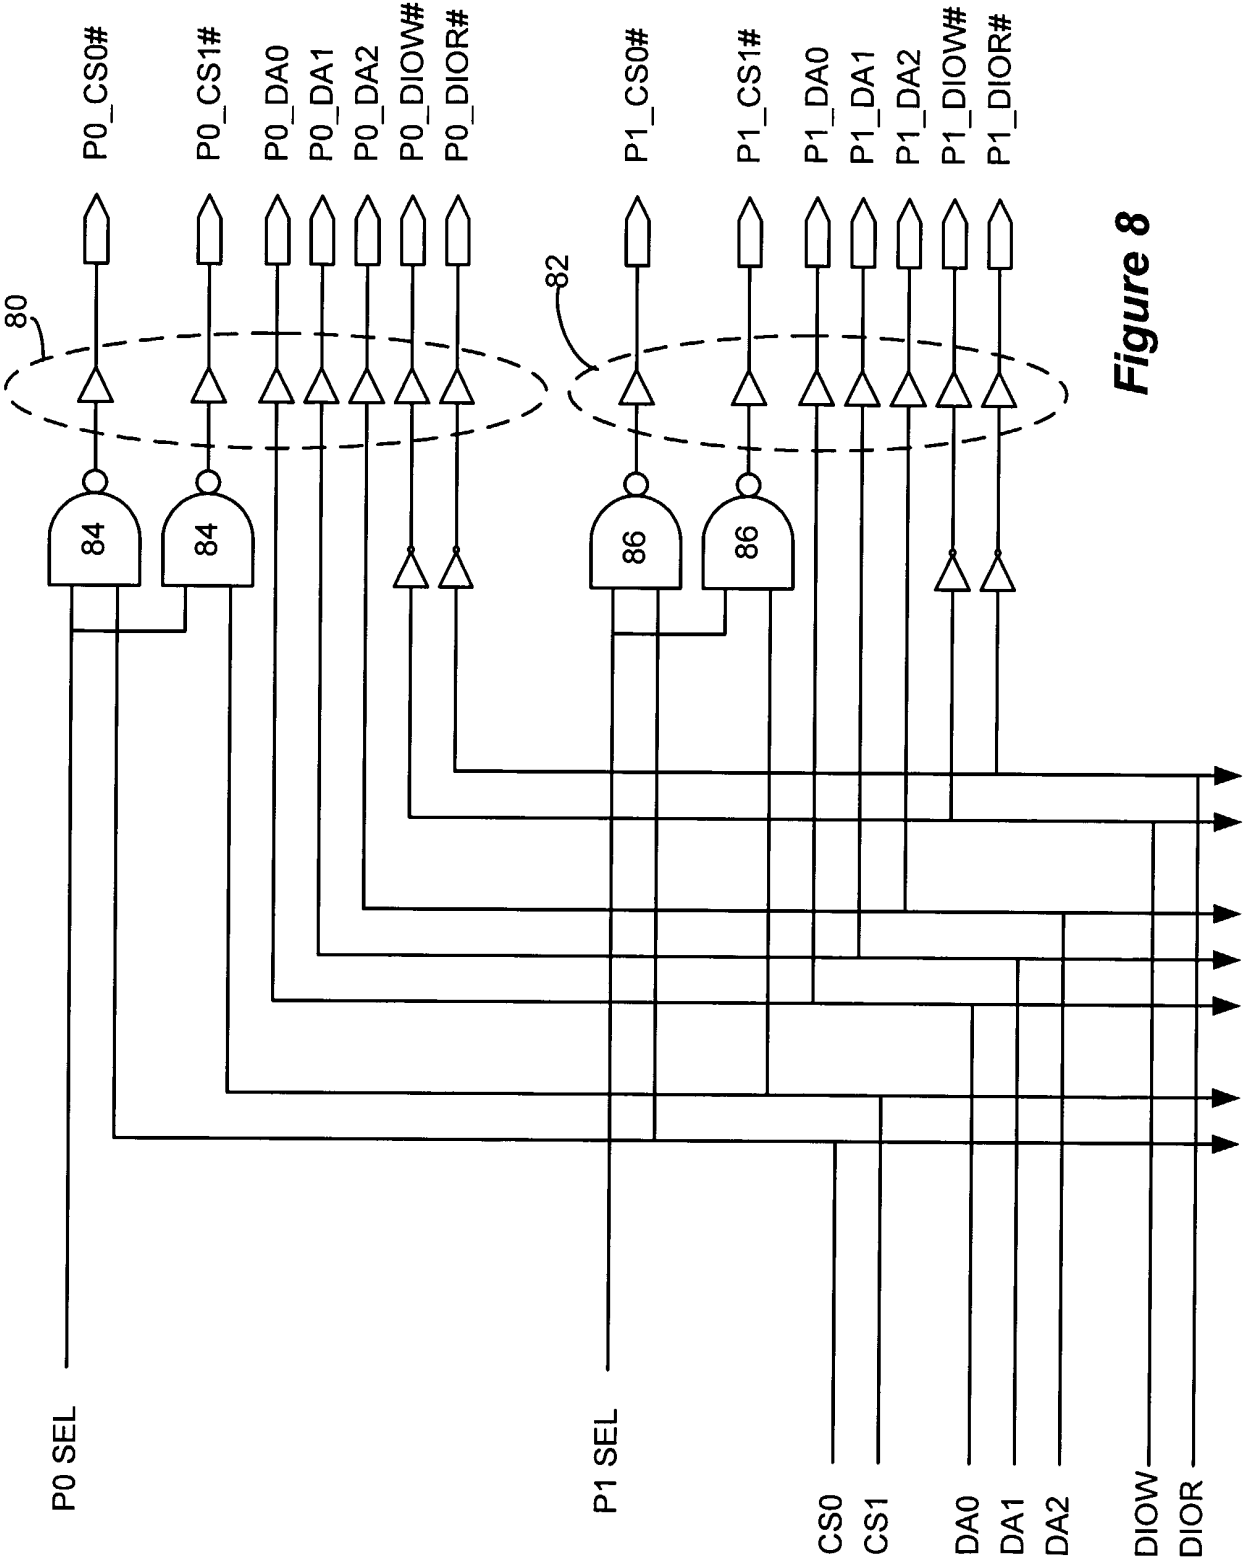 80
P0_CS0#
84
P0_CS1#
84
P0_DA0
P0_DA1
P0_DA2
P0_DIOW#
P0_DIOR#
P0 SEL
82
P1_CS0#
86
P1_CS1#
86
P1_DA0
P1_DA1
P1_DA2
P1_DIOW#
P1_DIOR#
P1 SEL
CS0
CS1
DA0
DA1
DA2
DIOW
DIOR
Figure 8